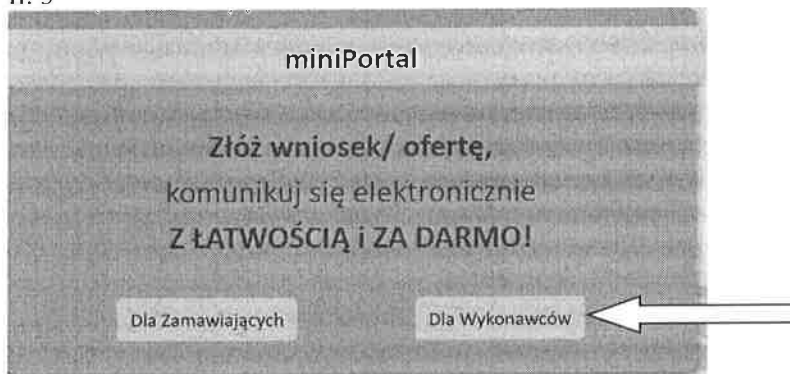 miniPortal
Złóż wniosek/ ofertę,
komunikuj się elektronicznie
Z ŁATWOŚCIĄ i ZA DARMO!
Dla Zamawiających
Dla Wykonawców